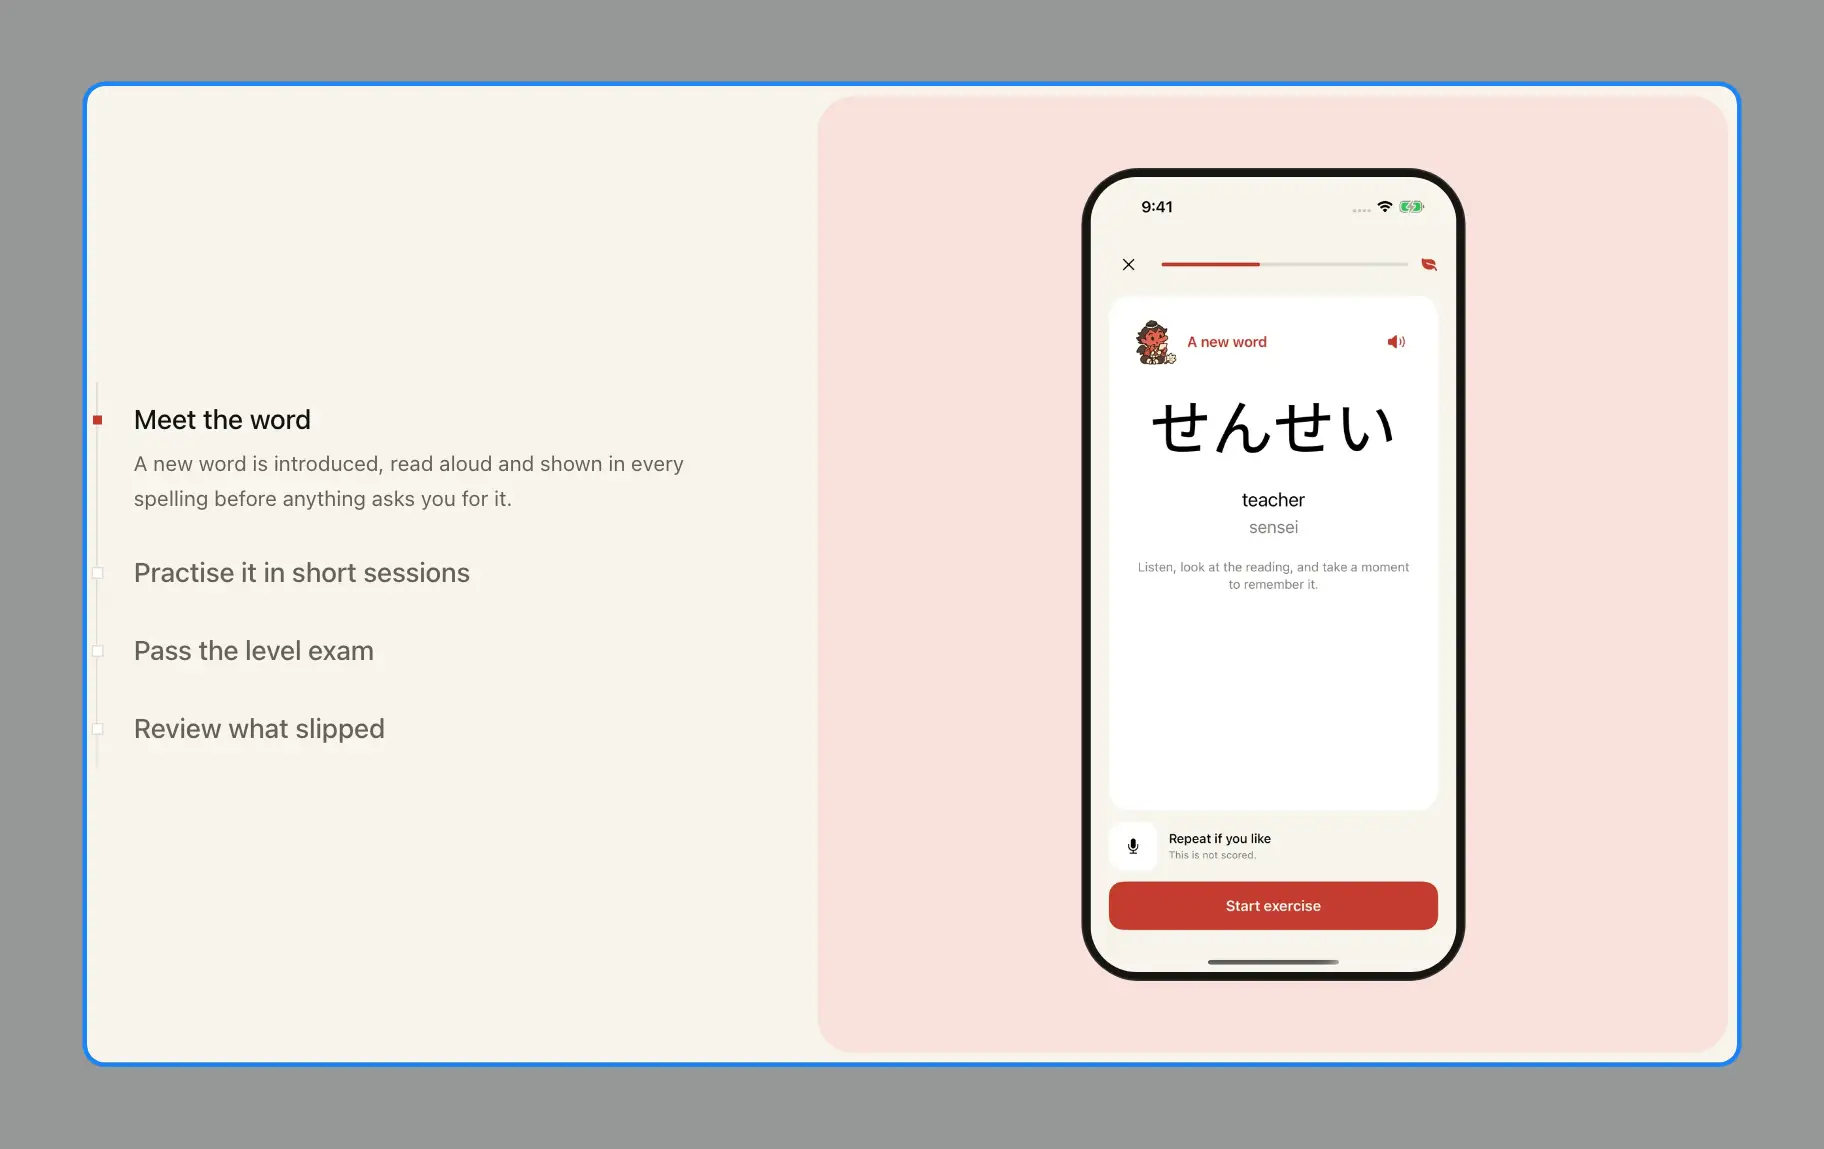 Meet the word
A new word is introduced, read aloud and shown in every
spelling before anything asks you for it.
Practise it in short sessions
Pass the level exam
Review what slipped
9:41
A new word
せんせい
teacher
sensei
Listen, look at the reading, and take a moment
to remember it.
Repeat if you like
This is not scored.
Start exercise